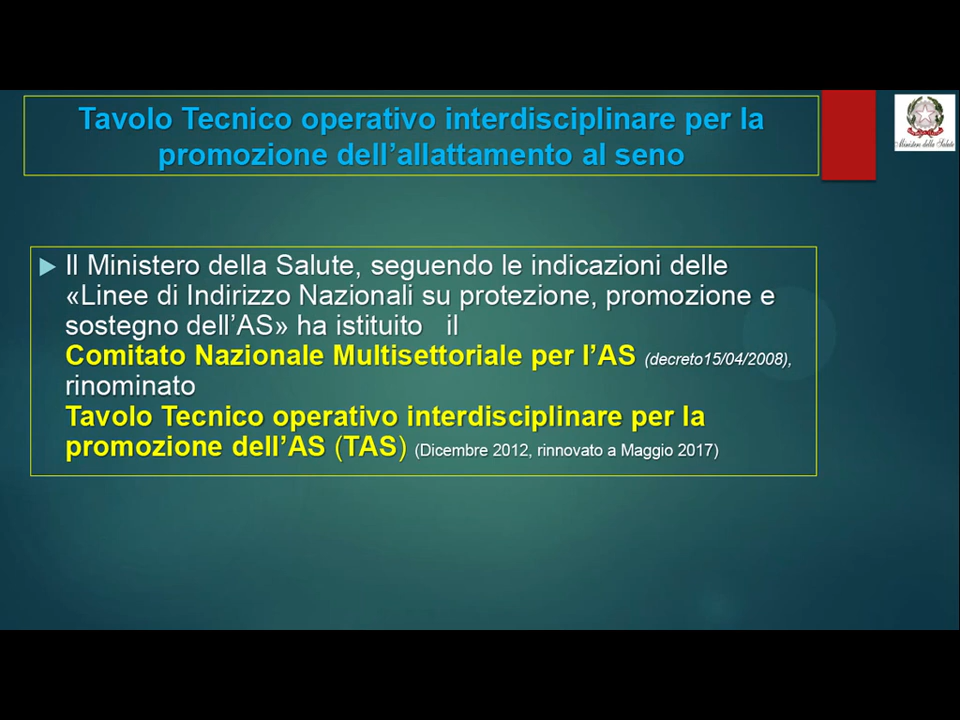 Tavolo Tecnico operativo interdisciplinare per la
promozione dell'allattamento al seno
Ministero della Salute
Il Ministero della Salute, seguendo le indicazioni delle
«Linee di Indirizzo Nazionali su protezione, promozione e
sostegno dell'AS» ha istituito il
Comitato Nazionale Multisettoriale per l'AS (decreto15/04/2008),
rinominato
Tavolo Tecnico operativo interdisciplinare per la
promozione dell'AS (TAS) (Dicembre 2012, rinnovato a Maggio 2017)